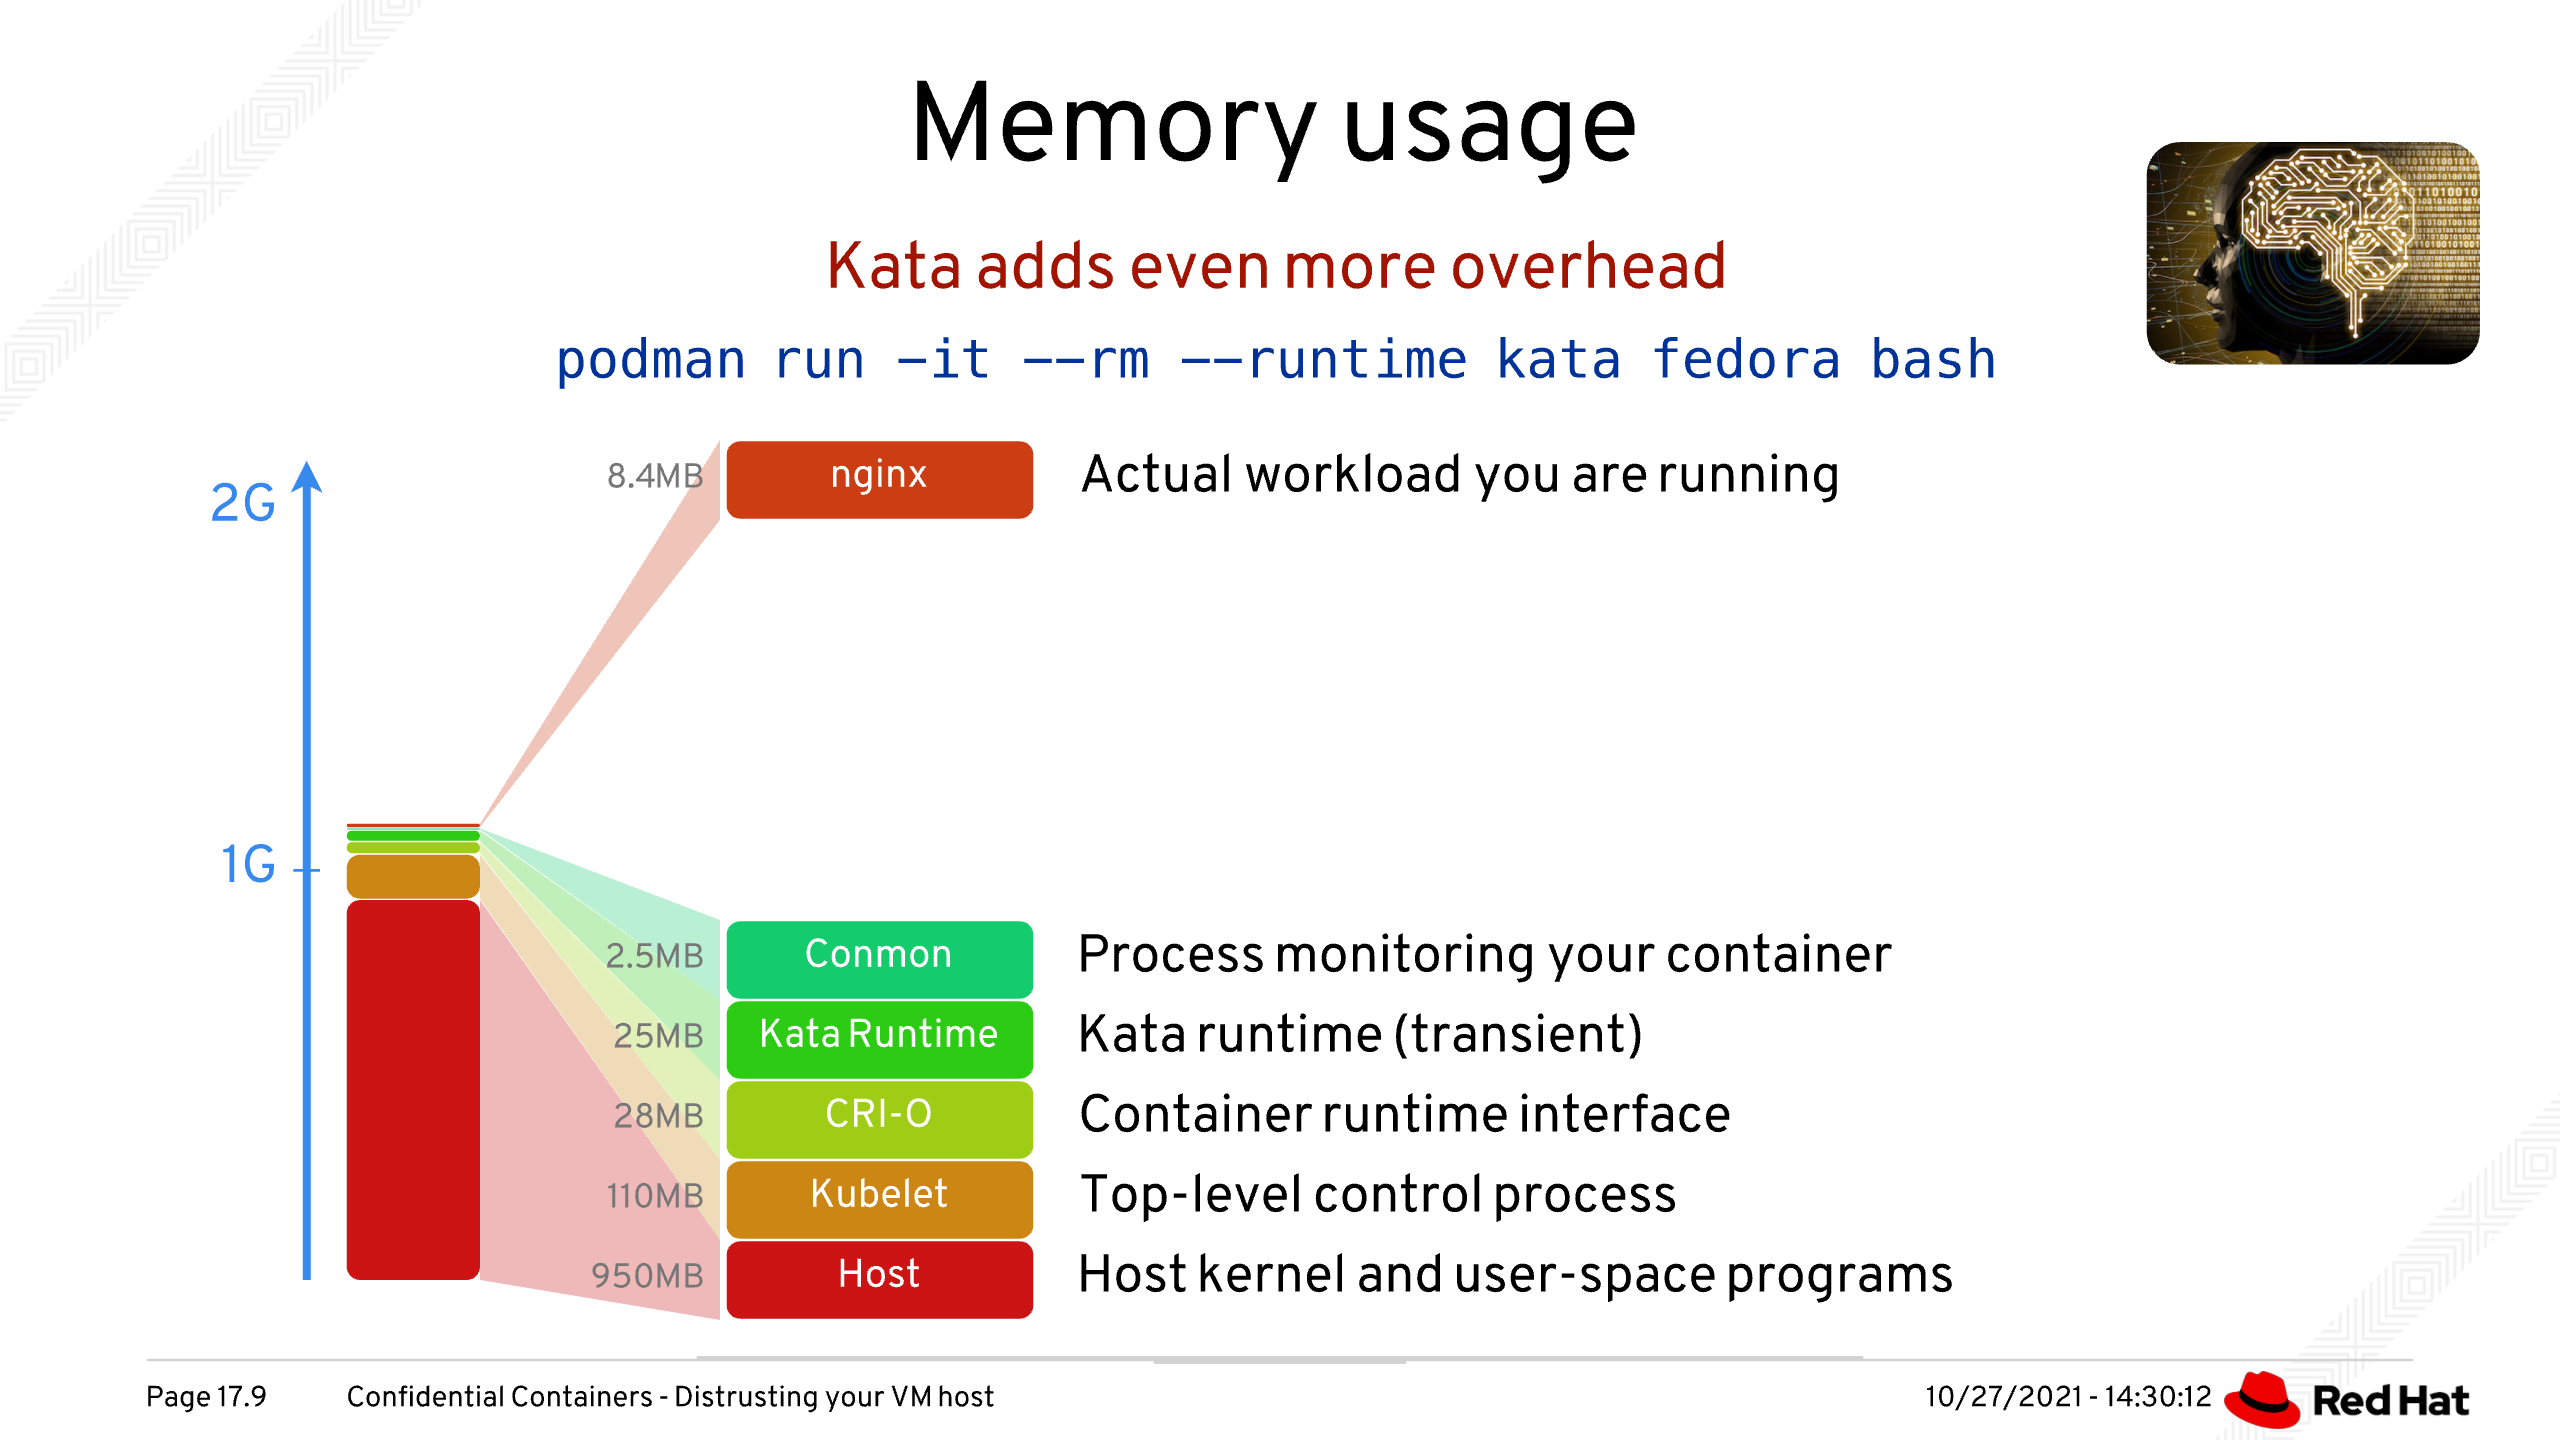 Memory usage
Kata adds even more overhead
podman run -it --rm --runtime kata fedora bash
2G
1G
8.4MB nginx Actual workload you are running
2.5MB Conmon Process monitoring your container
25MB Kata Runtime Kata runtime (transient)
28MB CRI-O Container runtime interface
110MB Kubelet Top-level control process
950MB Host Host kernel and user-space programs
Page 17.9 Confidential Containers - Distrusting your VM host 10/27/2021 - 14:30:12 Red Hat